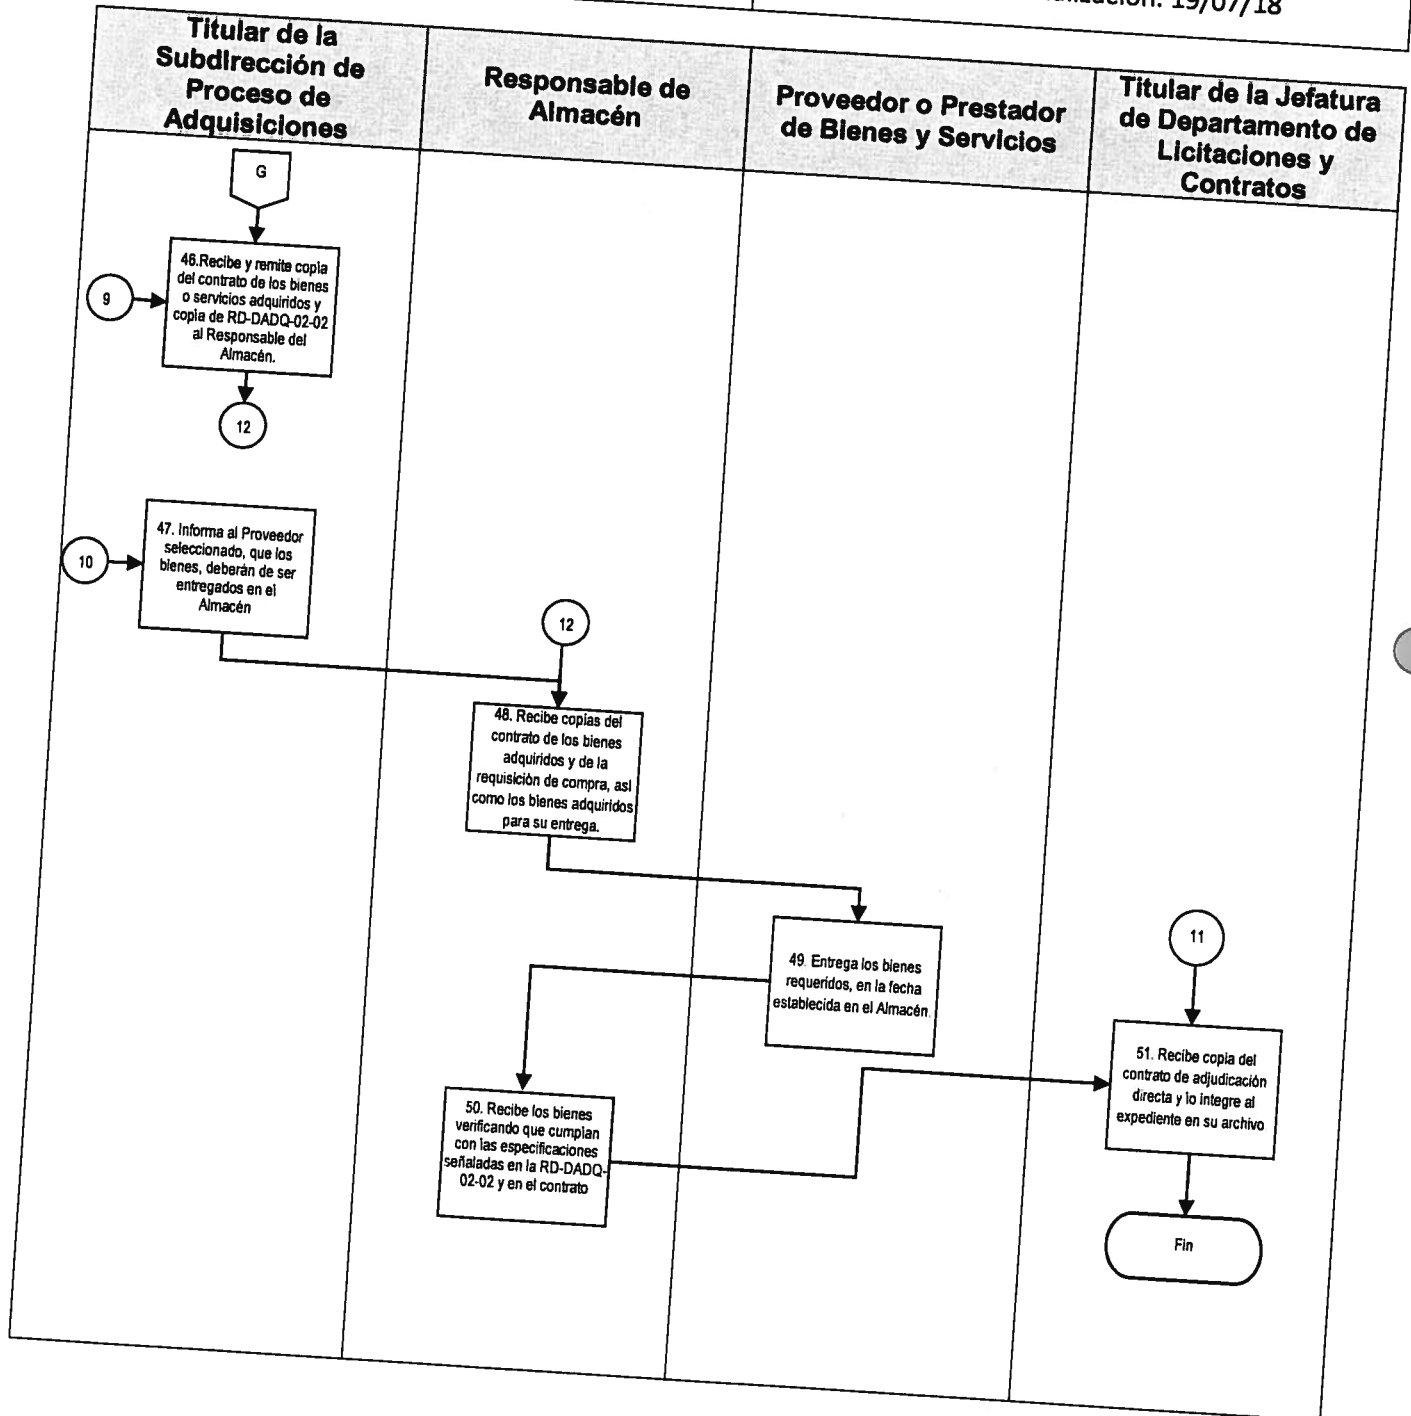 19/07/18
Titular de la
Subdirección de
Proceso de
Adquisiciones
Responsable de
Almacén
Proveedor o Prestador
de Bienes y Servicios
Titular de la Jefatura
de Departamento de
Licitaciones y
Contratos
G
46.Recibe y remite copia
del contrato de los bienes
o servicios adquiridos y
copia de RD-DADQ-02-02
al Responsable del
Almacén.
9
12
47. Informa al Proveedor
seleccionado, que los
bienes, deberán de ser
entregados en el
Almacén
10
12
48. Recibe copias del
contrato de los bienes
adquiridos y de la
requisición de compra, así
como los bienes adquiridos
para su entrega.
49. Entrega los bienes
requeridos, en la fecha
establecida en el Almacén.
11
50. Recibe los bienes
verificando que cumplan
con las especificaciones
señaladas en la RD-DADQ-
02-02 y en el contrato
51. Recibe copia del
contrato de adjudicación
directa y lo integre al
expediente en su archivo
Fin